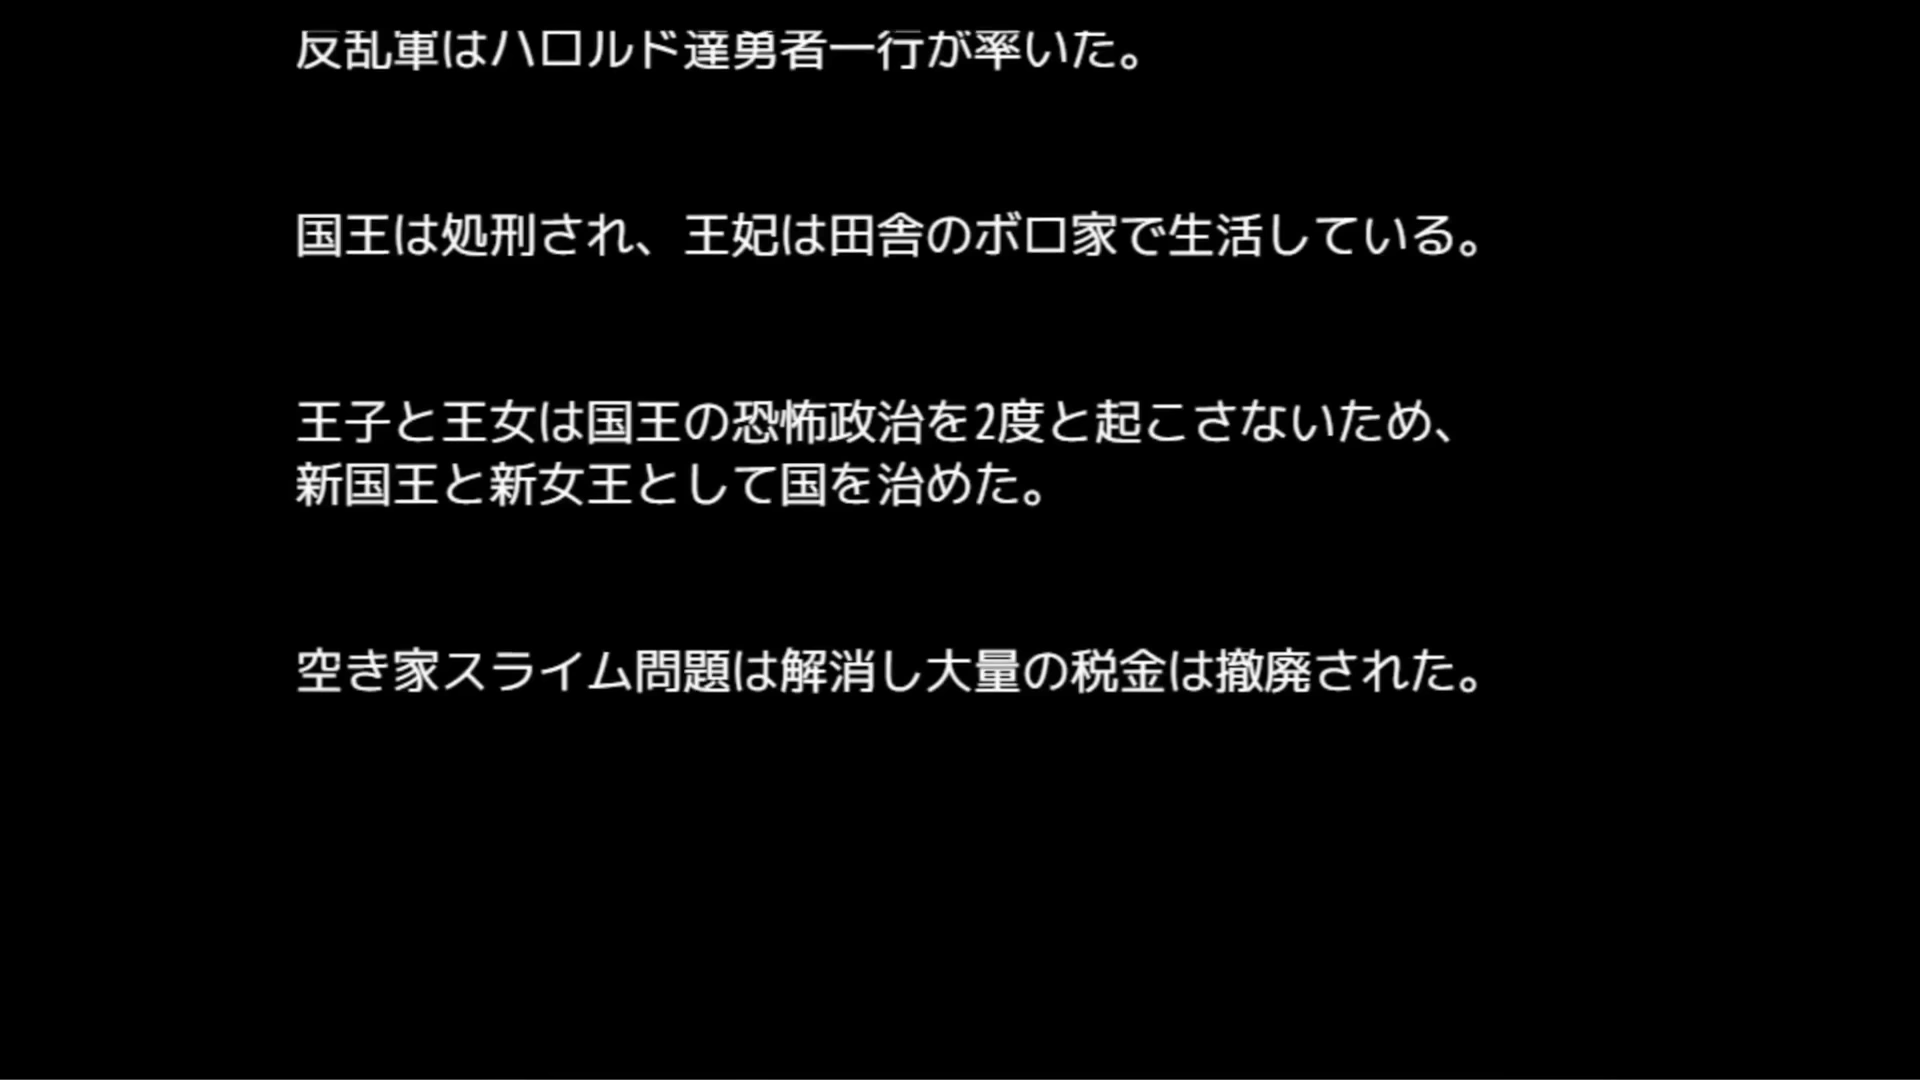 反乱軍はハロルド達勇者一行が率いた。
国王は処刑され、王妃は田舎のボロ家で生活している。
王子と王女は国王の恐怖政治を2度と起こさないため、
新国王と新女王として国を治めた。
空き家スライム問題は解消し大量の税金は撤廃された。